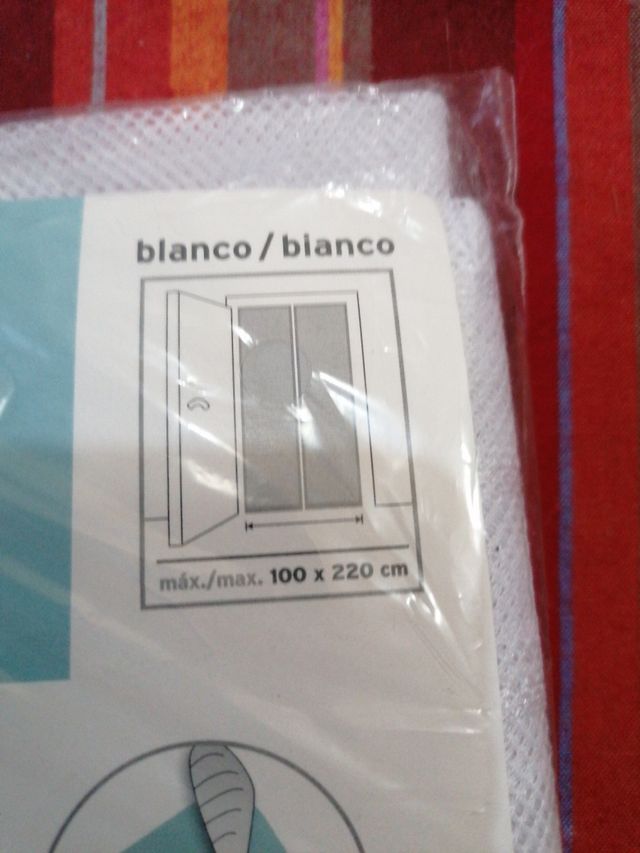 blanco / bianco
máx./max. 100 x 220 cm